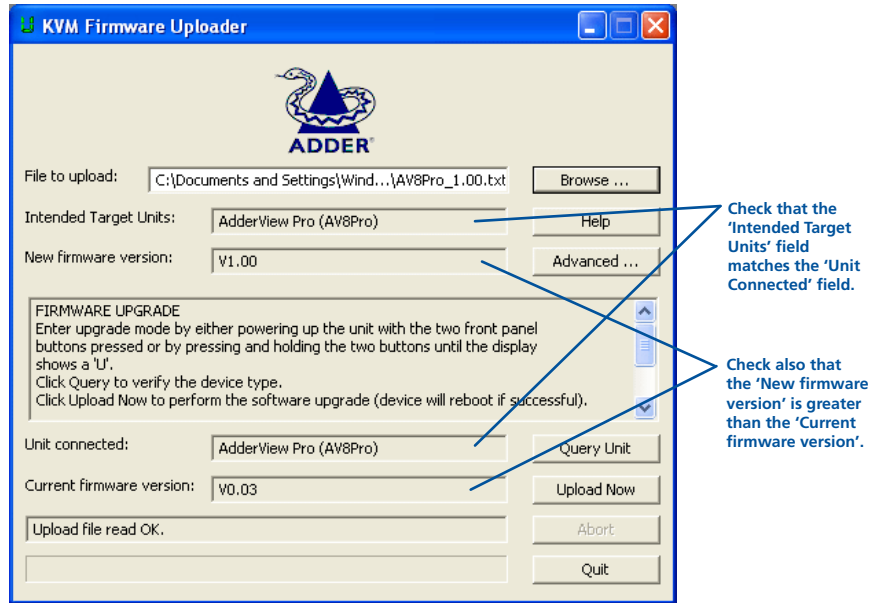 KVM Firmware Uploader
ADDER®
File to upload:
C:\Documents and Settings\Wind...\AV8Pro_1.00.txt
Browse ...
Intended Target Units:
AdderView Pro (AV8Pro)
Help
New firmware version:
V1.00
Advanced ...
FIRMWARE UPGRADE
Enter upgrade mode by either powering up the unit with the two front panel
buttons pressed or by pressing and holding the two buttons until the display
shows a 'U'.
Click Query to verify the device type.
Click Upload Now to perform the software upgrade (device will reboot if successful).
Unit connected:
AdderView Pro (AV8Pro)
Query Unit
Current firmware version:
V0.03
Upload Now
Upload file read OK.
Abort
Quit
Check that the
‘Intended Target
Units’ field
matches the ‘Unit
Connected’ field.
Check also that
the ‘New firmware
version’ is greater
than the ‘Current
firmware version’.